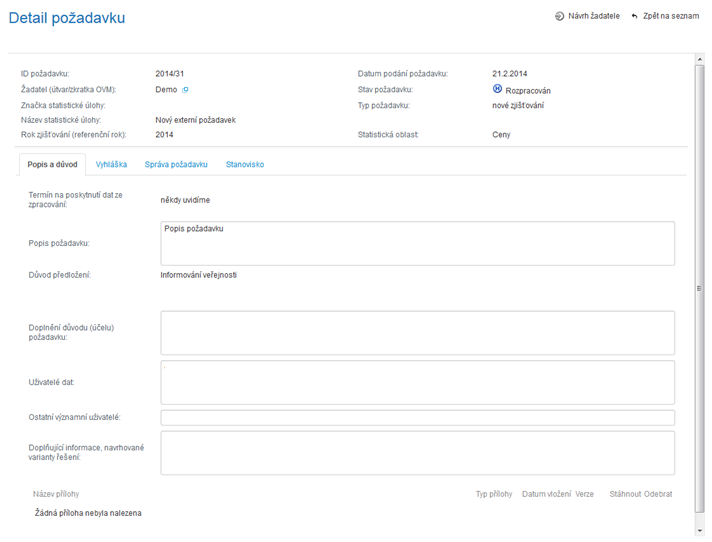 Detail požadavku
Návrh žadatele
Zpět na seznam
ID požadavku: 2014/31 Datum podání požadavku: 21.2.2014
Žadatel (útvar/zkratka OVM): Demo Stav požadavku: Rozpracován
Značka statistické úlohy: Typ požadavku: nové zjišťování
Název statistické úlohy: Nový externí požadavek
Rok zjišťování (referenční rok): 2014 Statistická oblast: Ceny
Popis a důvod Vyhláška Správa požadavku Stanovisko
Termín na poskytnutí dat ze
zpracování: někdy uvidíme
Popis požadavku: Popis požadavku
Důvod předložení: Informování veřejnosti
Doplnění důvodu (účelu)
požadavku:
Uživatelé dat:
Ostatní významní uživatelé:
Doplňující informace, navrhované
varianty řešení:
Název přílohy Typ přílohy Datum vložení Verze Stáhnout Odebrat
Žádná příloha nebyla nalezena